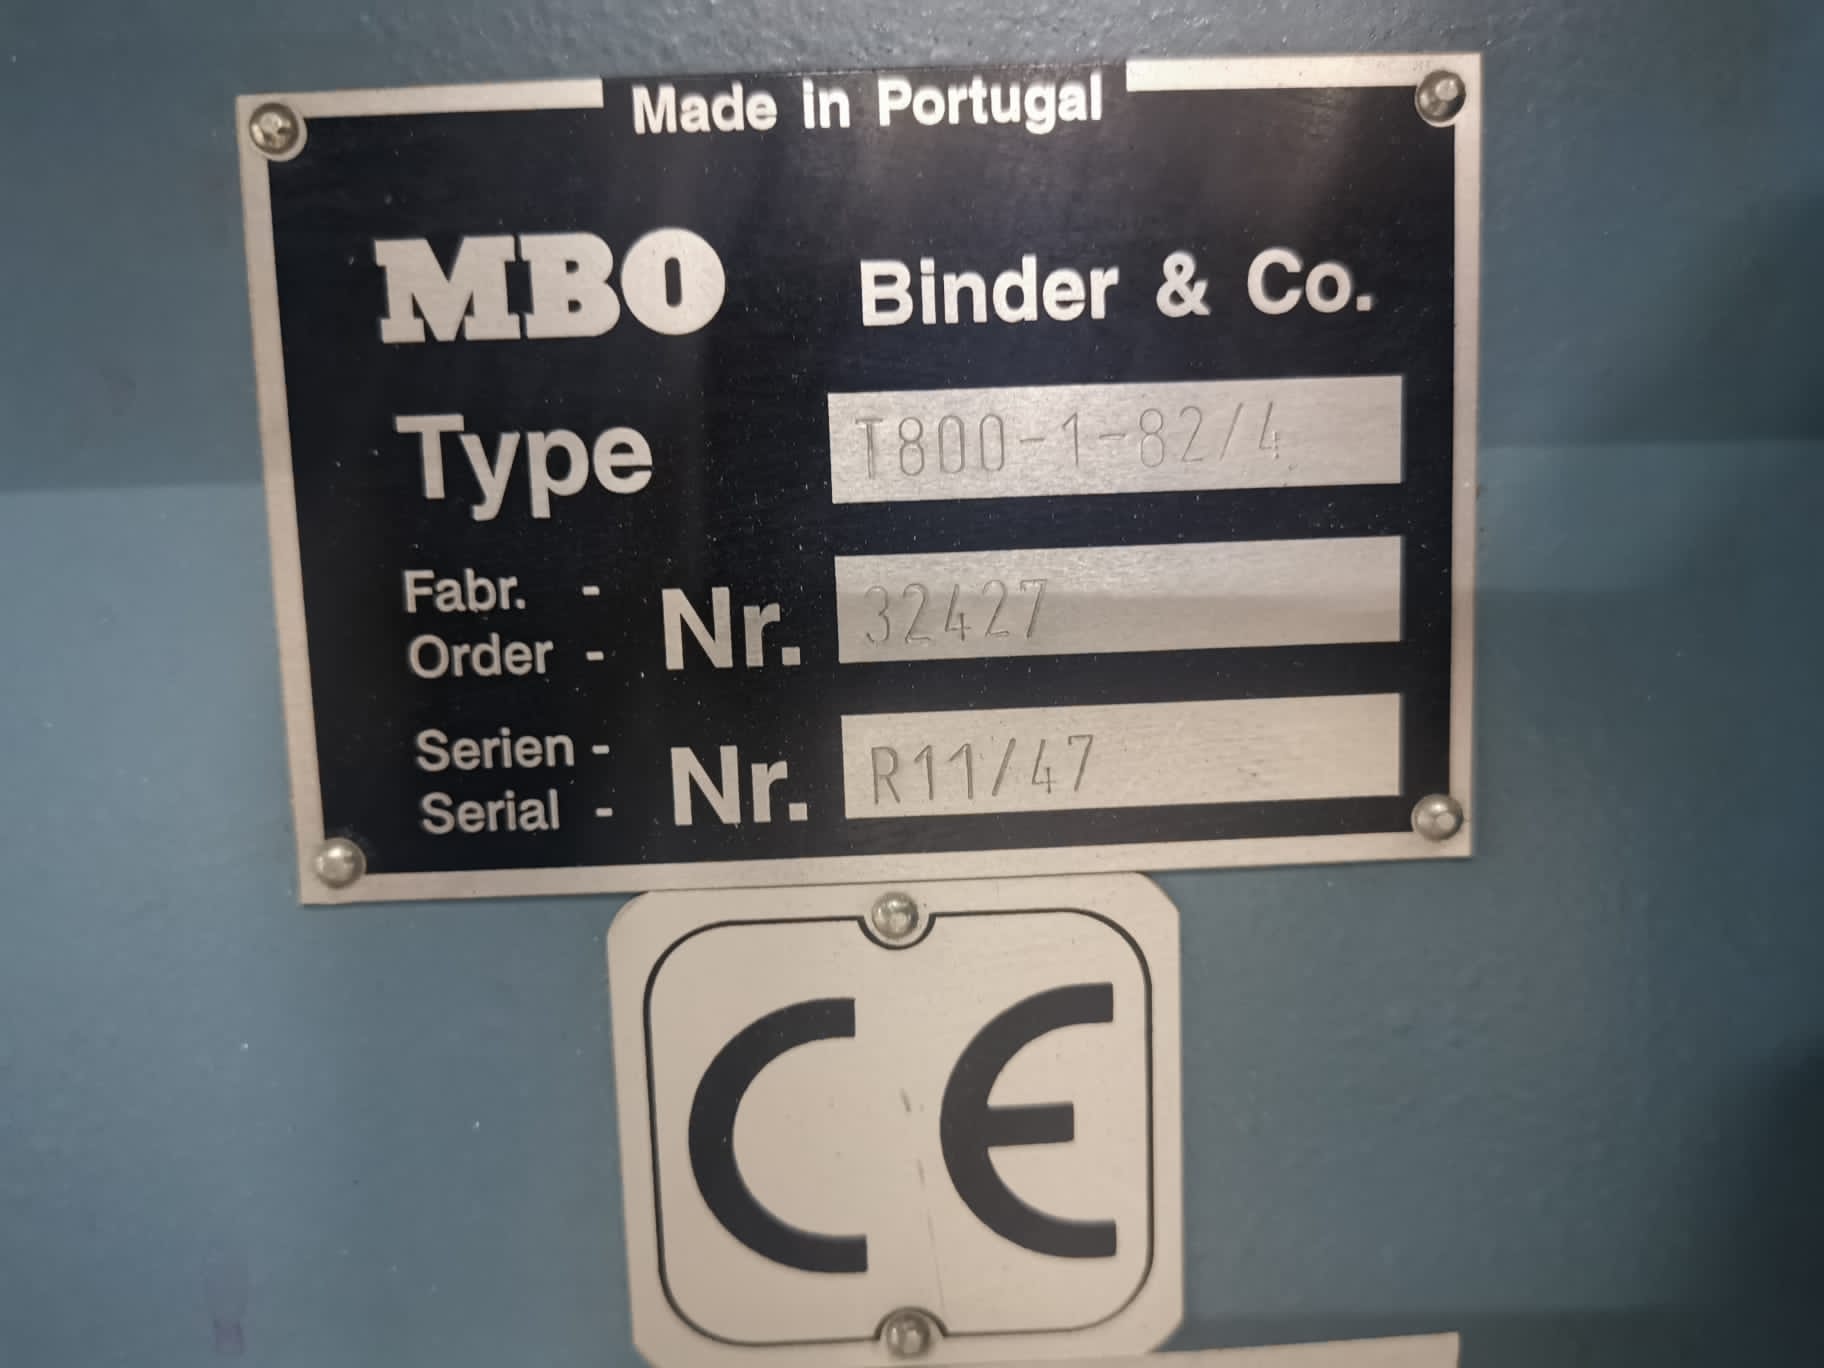 Made in Portugal
MBO Binder & Co.
Type T800-1-82/4
Fabr. -
Order - Nr. 32427
Serien -
Serial - Nr. R11/47
CE